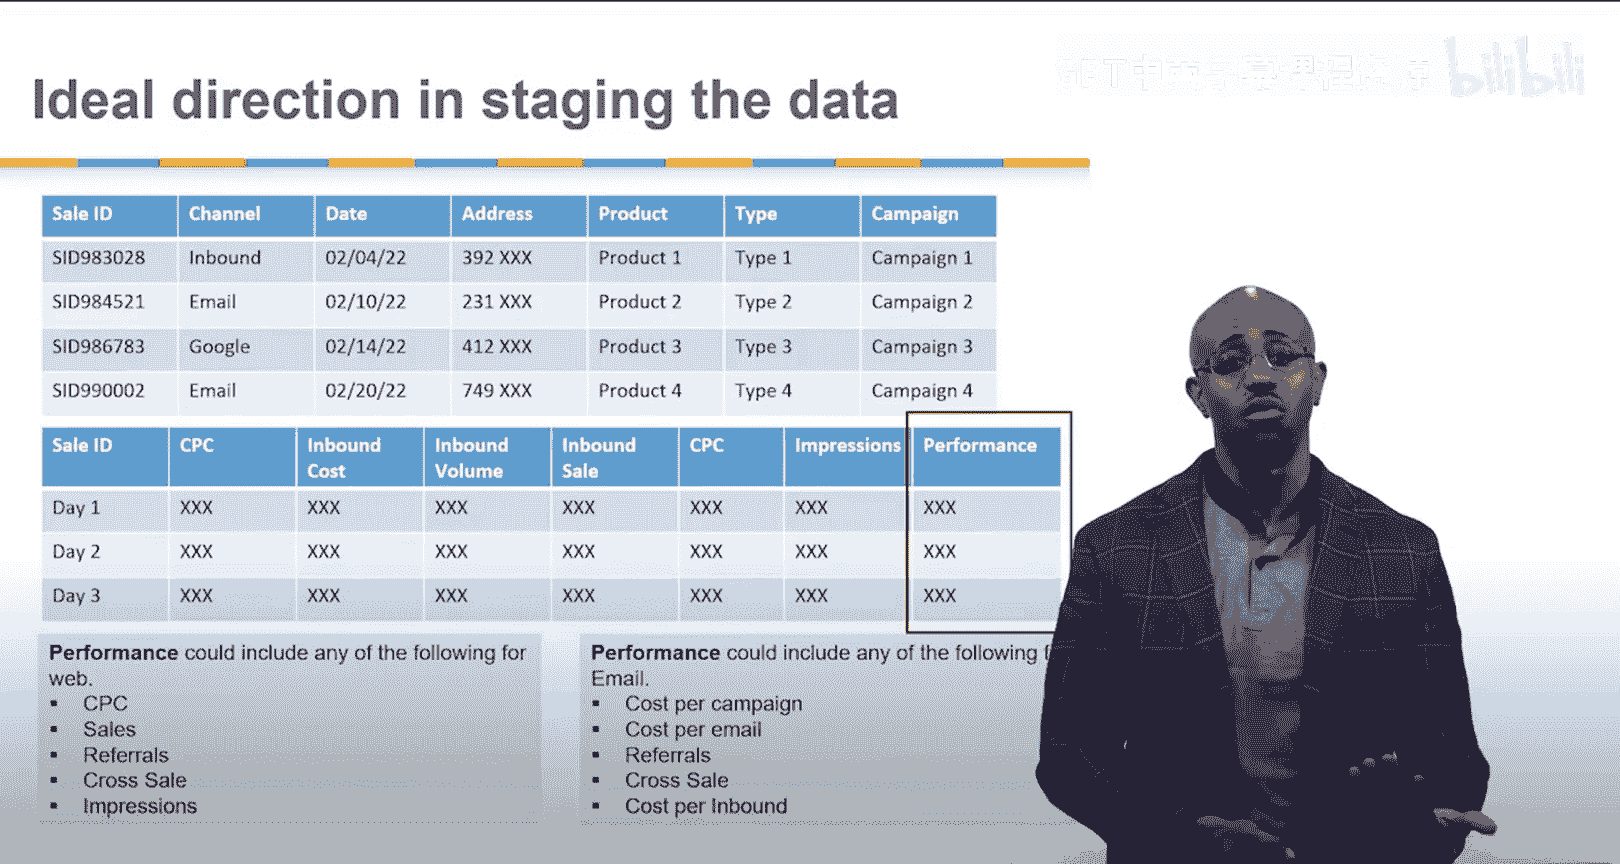 bilibili
Ideal direction in staging the data
Sale ID Channel Date Address Product Type Campaign
SID983028 Inbound 02/04/22 392 XXX Product 1 Type 1 Campaign 1
SID984521 Email 02/10/22 231 XXX Product 2 Type 2 Campaign 2
SID986783 Google 02/14/22 412 XXX Product 3 Type 3 Campaign 3
SID990002 Email 02/20/22 749 XXX Product 4 Type 4 Campaign 4
Sale ID CPC Inbound Cost Inbound Volume Inbound Sale CPC Impressions Performance
Day 1 XXX XXX XXX XXX XXX XXX XXX
Day 2 XXX XXX XXX XXX XXX XXX XXX
Day 3 XXX XXX XXX XXX XXX XXX XXX
Performance could include any of the following for
web.
▪ CPC
▪ Sales
▪ Referrals
▪ Cross Sale
▪ Impressions
Performance could include any of the following
Email.
▪ Cost per campaign
▪ Cost per email
▪ Referrals
▪ Cross Sale
▪ Cost per Inbound